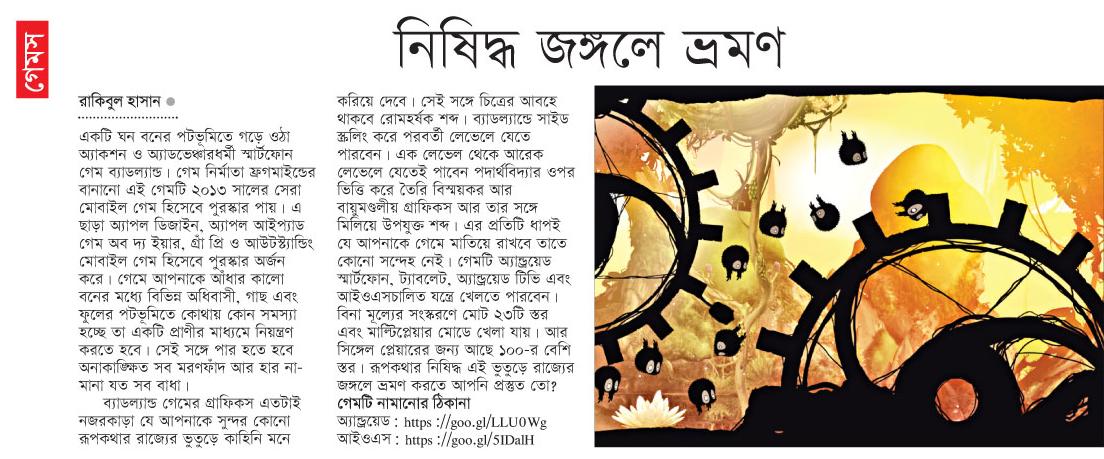 গেমস
নিষিদ্ধ জঙ্গলে ভ্রমণ
রাকিবুল হাসান ●
একটি ঘন বনের পটভূমিতে গড়ে ওঠা
অ্যাকশন ও অ্যাডভেঞ্চারধর্মী স্মার্টফোন
গেম ব্যাডল্যান্ড। গেম নির্মাতা ফ্রগমাইন্ডের
বানানো এই গেমটি ২০১৩ সালের সেরা
মোবাইল গেম হিসেবে পুরস্কার পায়। এ
ছাড়া অ্যাপল ডিজাইন, অ্যাপল আইপ্যাড
গেম অব দ্য ইয়ার, গ্রাঁ প্রি ও আউটস্ট্যান্ডিং
মোবাইল গেম হিসেবে পুরস্কার অর্জন
করে। গেমে আপনাকে আঁধার কালো
বনের মধ্যে বিভিন্ন অধিবাসী, গাছ এবং
ফুলের পটভূমিতে কোথায় কোন সমস্যা
হচ্ছে তা একটি প্রাণীর মাধ্যমে নিয়ন্ত্রণ
করতে হবে। সেই সঙ্গে পার হতে হবে
অনাকাঙ্ক্ষিত সব মরণফাঁদ আর হার না-
মানা যত সব বাধা।
ব্যাডল্যান্ড গেমের গ্রাফিকস এতটাই
নজরকাড়া যে আপনাকে সুন্দর কোনো
রূপকথার রাজ্যের ভুতুড়ে কাহিনি মনে
করিয়ে দেবে। সেই সঙ্গে চিত্রের আবহে
থাকবে রোমহর্ষক শব্দ। ব্যাডল্যান্ডে সাইড
স্ক্রলিং করে পরবর্তী লেভেলে যেতে
পারবেন। এক লেভেল থেকে আরেক
লেভেলে যেতেই পাবেন পদার্থবিদ্যার ওপর
ভিত্তি করে তৈরি বিস্ময়কর আর
বায়ুমণ্ডলীয় গ্রাফিকস আর তার সঙ্গে
মিলিয়ে উপযুক্ত শব্দ। এর প্রতিটি ধাপই
যে আপনাকে গেমে মাতিয়ে রাখবে তাতে
কোনো সন্দেহ নেই। গেমটি অ্যান্ড্রয়েড
স্মার্টফোন, ট্যাবলেট, অ্যান্ড্রয়েড টিভি এবং
আইওএসচালিত যন্ত্রে খেলতে পারবেন।
বিনা মূল্যের সংস্করণে মোট ২৩টি স্তর
এবং মাল্টিপ্লেয়ার মোডে খেলা যায়। আর
সিঙ্গেল প্লেয়ারের জন্য আছে ১০০-র বেশি
স্তর। রূপকথার নিষিদ্ধ এই ভুতুড়ে রাজ্যের
জঙ্গলে ভ্রমণ করতে আপনি প্রস্তুত তো?
গেমটি নামানোর ঠিকানা
অ্যান্ড্রয়েড : https ://goo.gl/LLU0Wg
আইওএস : https ://goo.gl/5IDalH